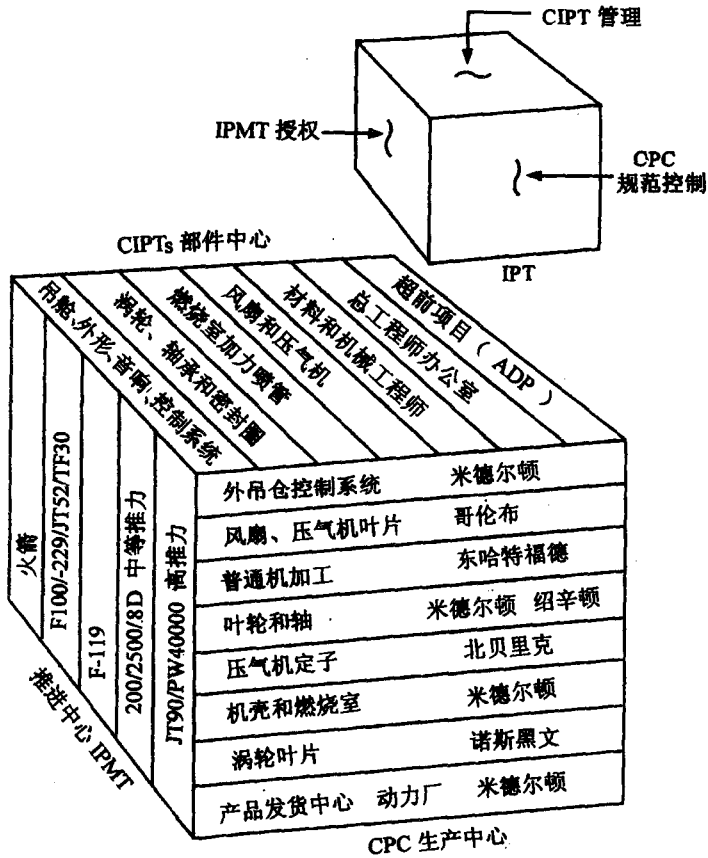 CIPT 管理
IPMT 授权
CPC
规范控制
IPT
CIPTs 部件中心
吊舱、外形、音响、控制系统
涡轮、轴承和密封圈
燃烧室加力喷管
风扇和压气机
材料和机械工程师
总工程师办公室
超前项目(ADP)
火箭
F100/-229/JT52/TF30
F-119
200/2500/8D 中等推力
JT90/PW40000 高推力
推进中心 IPMT
外吊仓控制系统 米德尔顿
风扇、压气机叶片 哥伦布
普通机加工 东哈特福德
叶轮和轴 米德尔顿 绍辛顿
压气机定子 北贝里克
机壳和燃烧室 米德尔顿
涡轮叶片 诺斯黑文
产品发货中心 动力厂 米德尔顿
CPC 生产中心